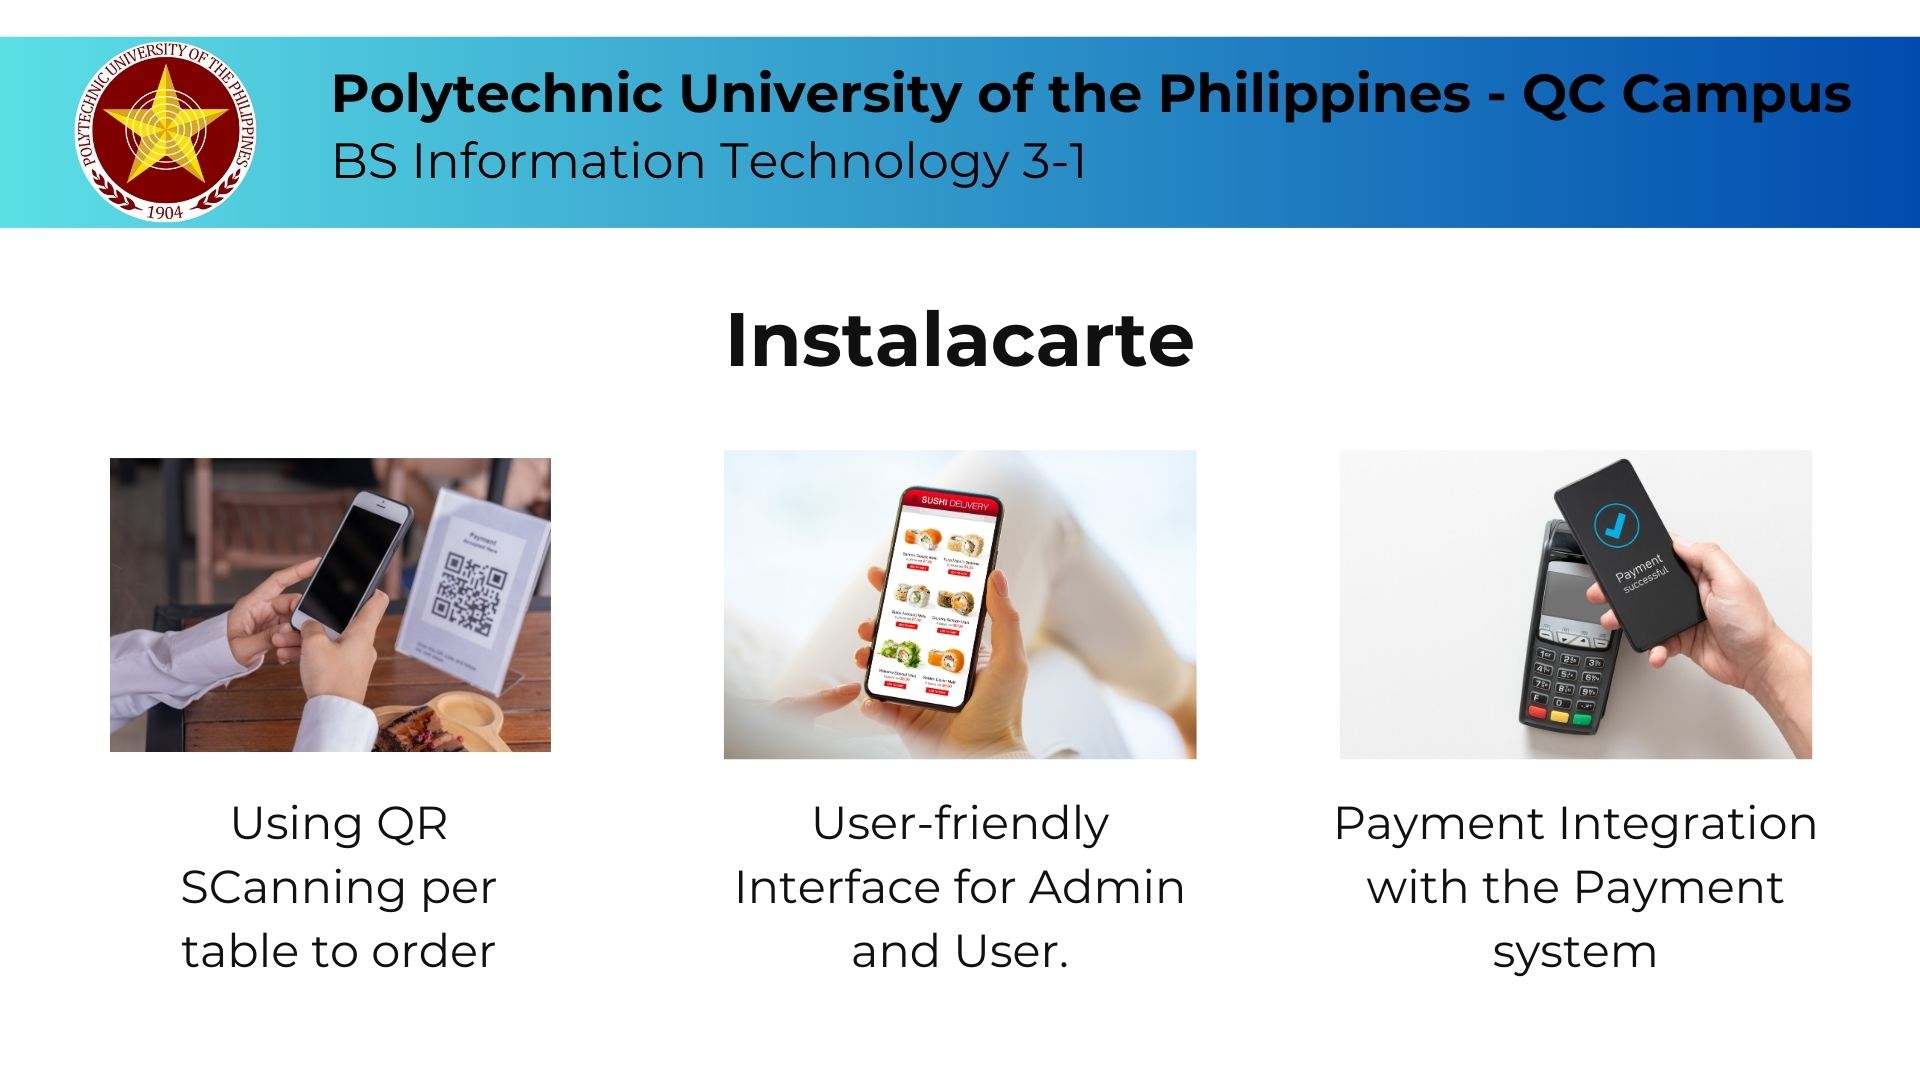 POLYTECHNIC UNIVERSITY OF THE PHILIPPINES
1904
Polytechnic University of the Philippines - QC Campus
BS Information Technology 3-1
Instalacarte
Payment
Accepted Here
SUSHI DELIVERY
Payment
successful
Using QR
SCanning per
table to order
User-friendly
Interface for Admin
and User.
Payment Integration
with the Payment
system